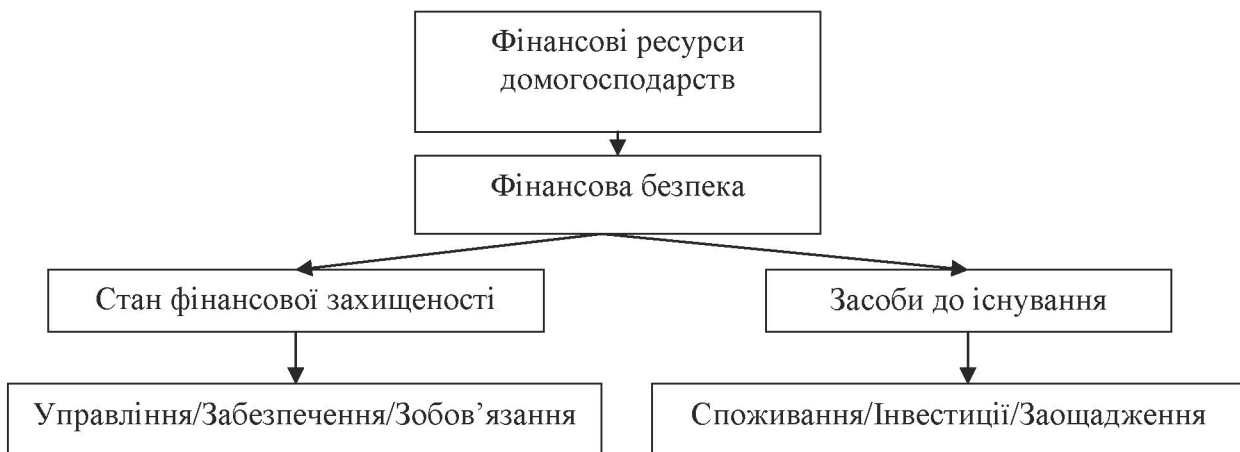 Фінансові ресурси
домогосподарств
Фінансова безпека
Стан фінансової захищеності
Засоби до існування
Управління/Забезпечення/Зобов’язання
Споживання/Інвестиції/Заощадження